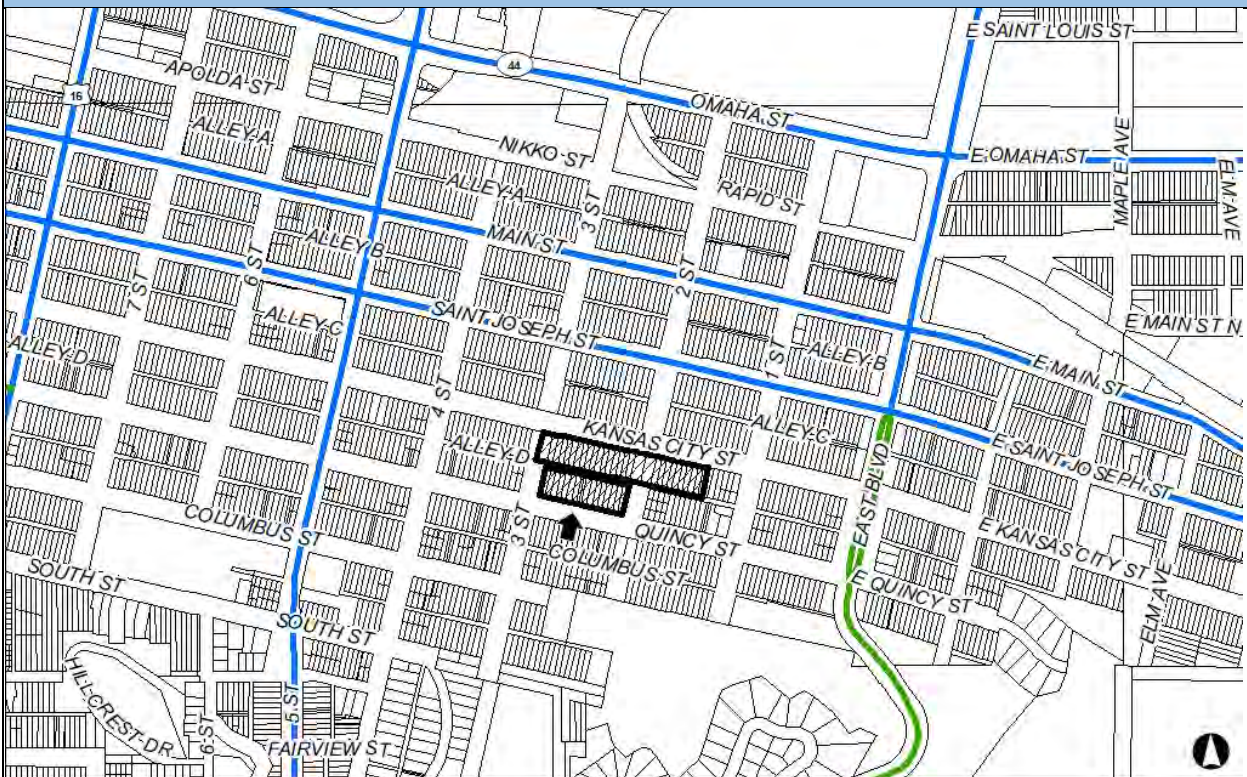 E SAINT LOUIS ST
44
APOLDA ST
16
OMAHA ST
ALLEY A
MAPLE AVE
NIKKO ST
E OMAHA ST
ELM AVE
ALLEY A
RAPID ST
3 ST
MAIN ST
ALLEY B
6 ST
2 ST
7 ST
ALLEY C
SAINT JOSEPH ST
E MAIN ST N
ALLEY D
1 ST
ALLEY B
E MAIN ST
4 ST
KANSAS CITY ST
ALLEY C
ALLEY D
E SAINT JOSEPH ST
EAST BLVD
COLUMBUS ST
3 ST
QUINCY ST
E KANSAS CITY ST
COLUMBUS ST
SOUTH ST
E QUINCY ST
ELM AVE
SOUTH ST
HILLCREST DR
5 ST
6 ST
FAIRVIEW ST